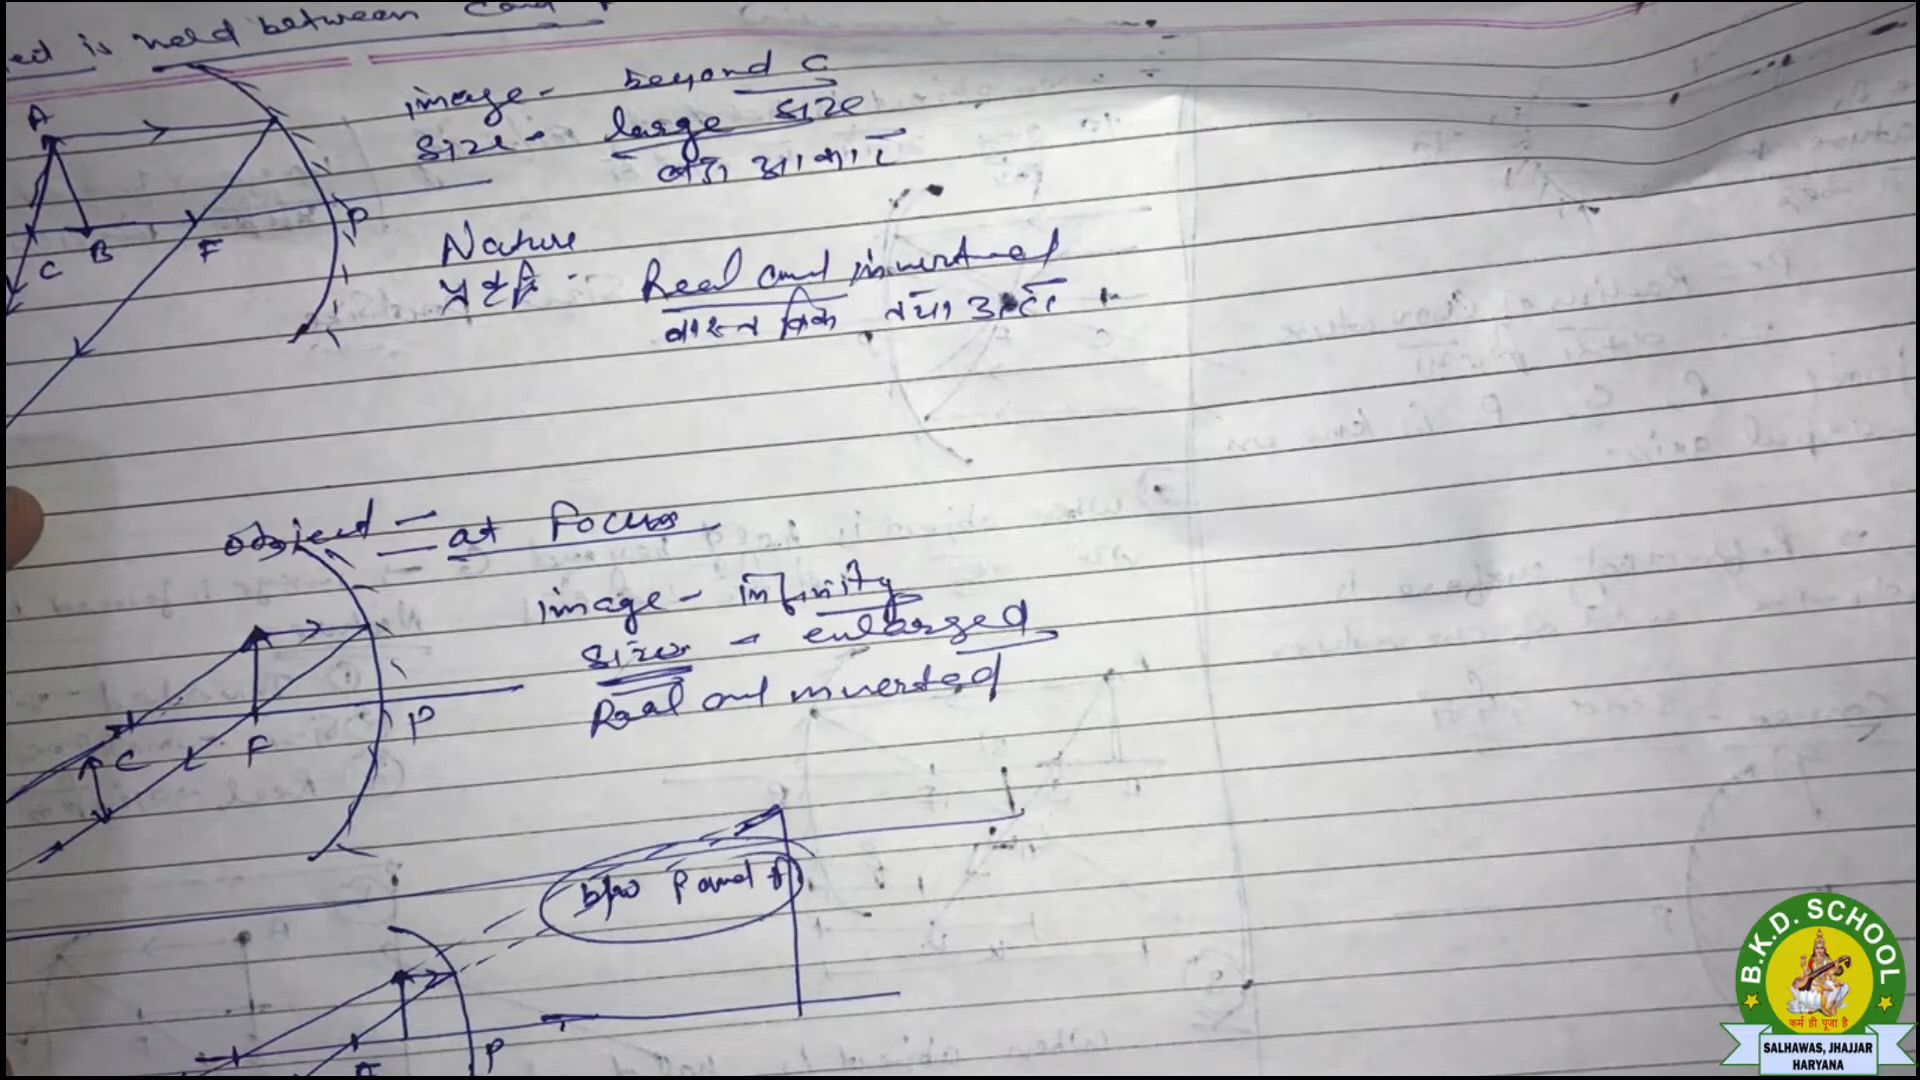 is held between C and
A
image - beyond C
size - large size
बड़ा आकार
P
C B F
Nature
प्रकृति - Real and inverted
वास्तविक तथा उल्टा
object = at Focus
image - infinity
size - enlarged
Real and inverted
P
C F
b/w P and F
P
F
B.K.D. SCHOOL
कर्म ही पूजा है
SALHAWAS, JHAJJAR
HARYANA